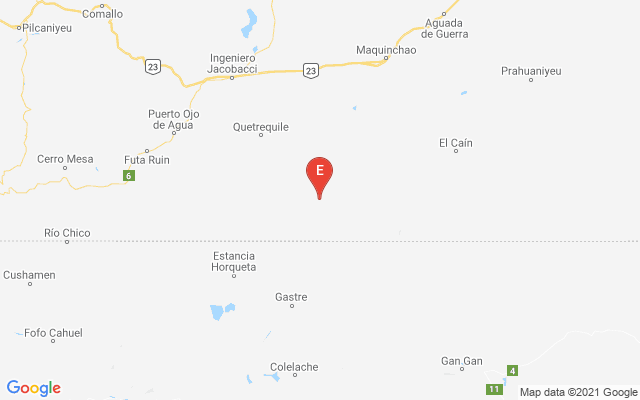 Comallo
Pilcaniyeu
Aguada
de Guerra
Maquinchao
Ingeniero
Jacobacci
23
23
Prahuaniyeu
Puerto Ojo
de Agua
Quetrequile
El Caín
Cerro Mesa
Futa Ruin
6
E
Río Chico
Estancia
Horqueta
Cushamen
Gastre
Fofo Cahuel
Colelache
Gan Gan
4
11
Google
Map data ©2021 Google